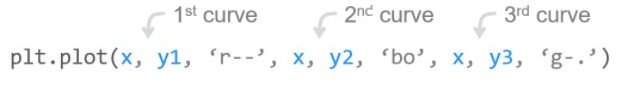 1st curve 2nd curve 3rd curve
plt.plot(x, y1, ‘r--’, x, y2, ‘bo’, x, y3, ‘g-.’)